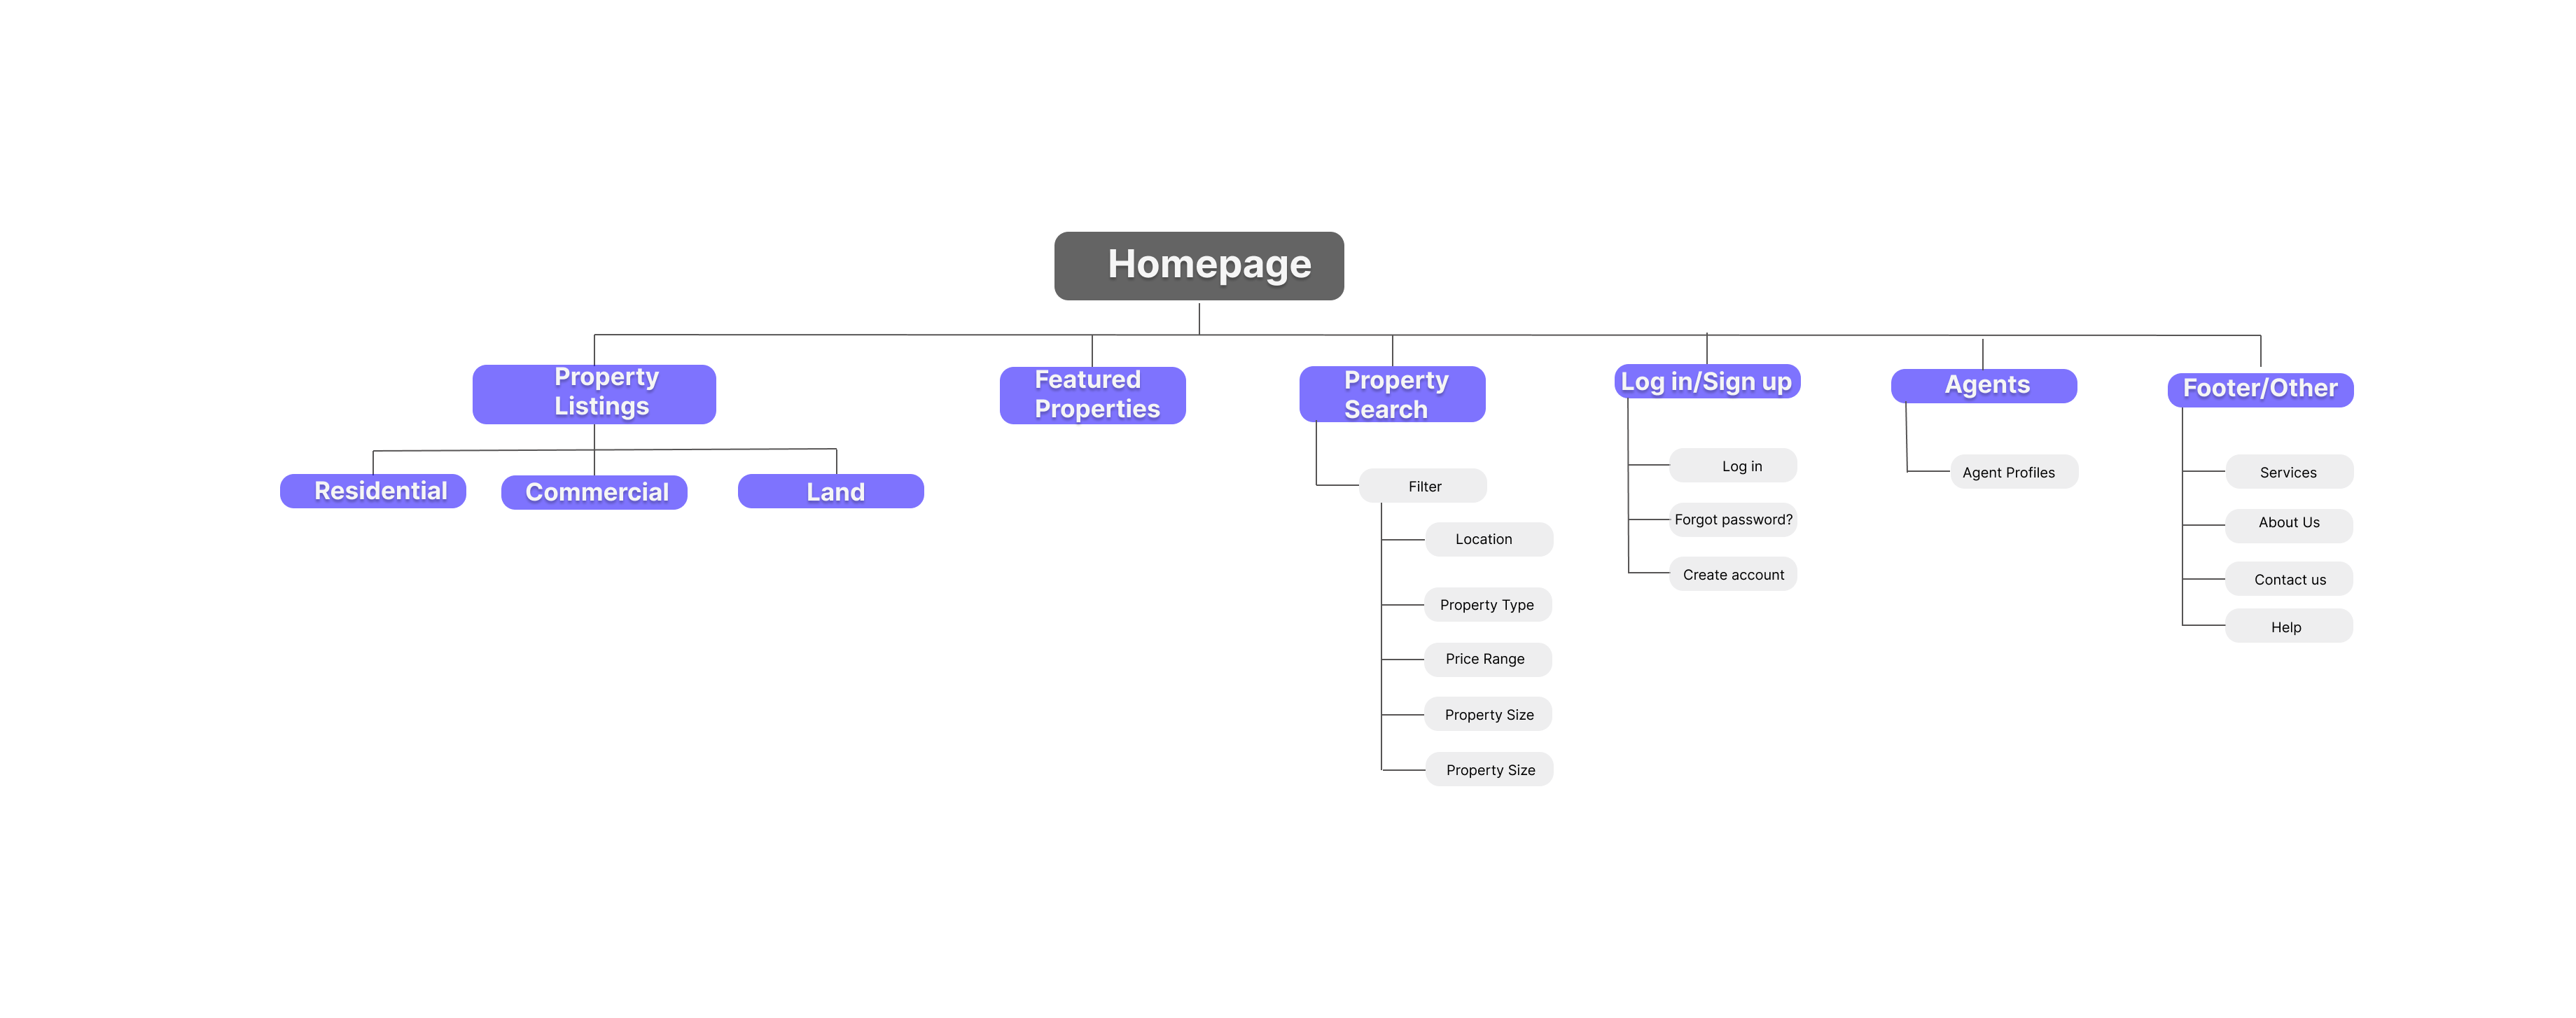 Homepage
Property
Listings
Featured
Properties
Property
Search
Log in/Sign up
Agents
Footer/Other
Residential
Commercial
Land
Filter
Location
Property Type
Price Range
Property Size
Property Size
Log in
Forgot password?
Create account
Agent Profiles
Services
About Us
Contact us
Help